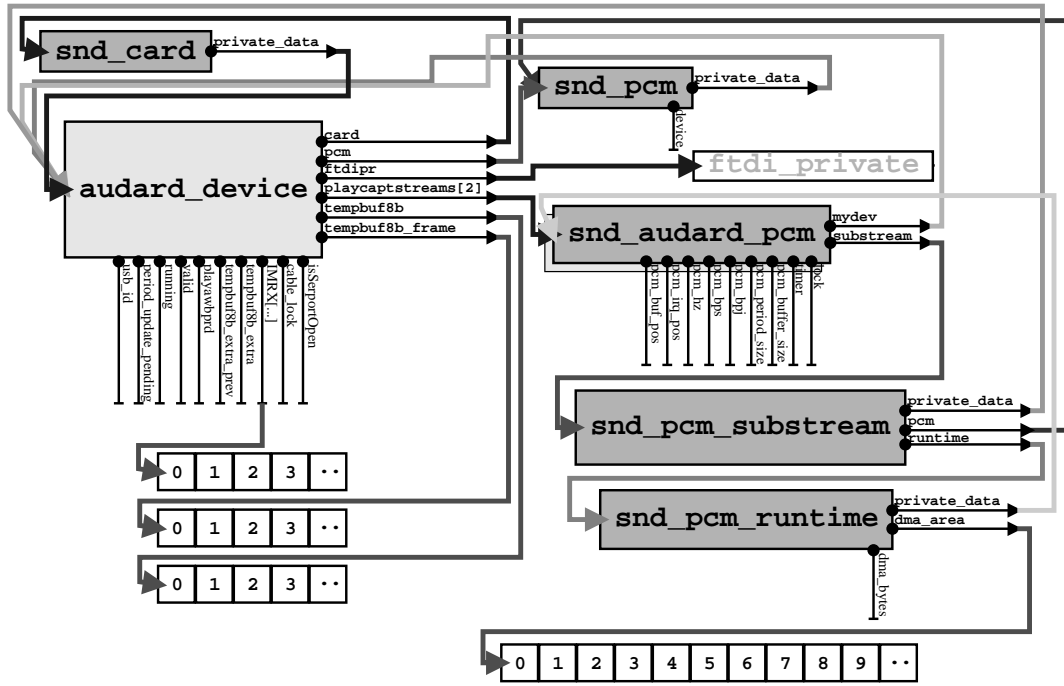 snd_card
private_data
snd_pcm
private_data
device
audard_device
card
pcm
ftdipr
playcaptstreams[2]
tempbuf8b
tempbuf8b_frame
ftdi_private
snd_audard_pcm
mydev
substream
usb_id
period_update_pending
running
valid
playawbprd
tempbuf8b_extra_prev
tempbuf8b_extra
IMRX[...]
cable_lock
isSerportOpen
pcm_buf_pos
pcm_irq_pos
pcm_hz
pcm_bps
pcm_bpj
pcm_period_size
pcm_buffer_size
timer
lock
snd_pcm_substream
private_data
pcm
runtime
0 1 2 3 ..
0 1 2 3 ..
0 1 2 3 ..
snd_pcm_runtime
private_data
dma_area
dma_bytes
0 1 2 3 4 5 6 7 8 9 ..